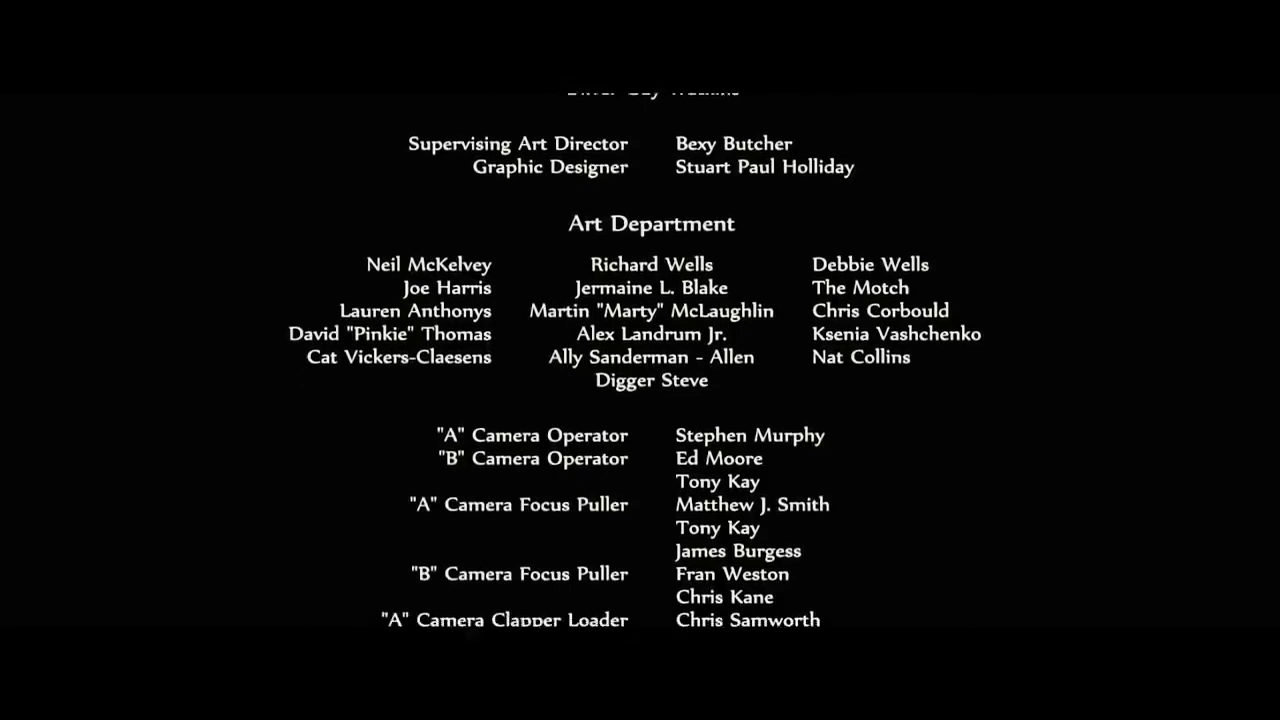 Supervising Art Director Bexy Butcher
Graphic Designer Stuart Paul Holliday
Art Department
Neil McKelvey Richard Wells Debbie Wells
Joe Harris Jermaine L. Blake The Motch
Lauren Anthonys Martin "Marty" McLaughlin Chris Corbould
David "Pinkie" Thomas Alex Landrum Jr. Ksenia Vashchenko
Cat Vickers-Claesens Ally Sanderman - Allen Nat Collins
Digger Steve
"A" Camera Operator Stephen Murphy
"B" Camera Operator Ed Moore
Tony Kay
"A" Camera Focus Puller Matthew J. Smith
Tony Kay
James Burgess
"B" Camera Focus Puller Fran Weston
Chris Kane
"A" Camera Clapper Loader Chris Samworth